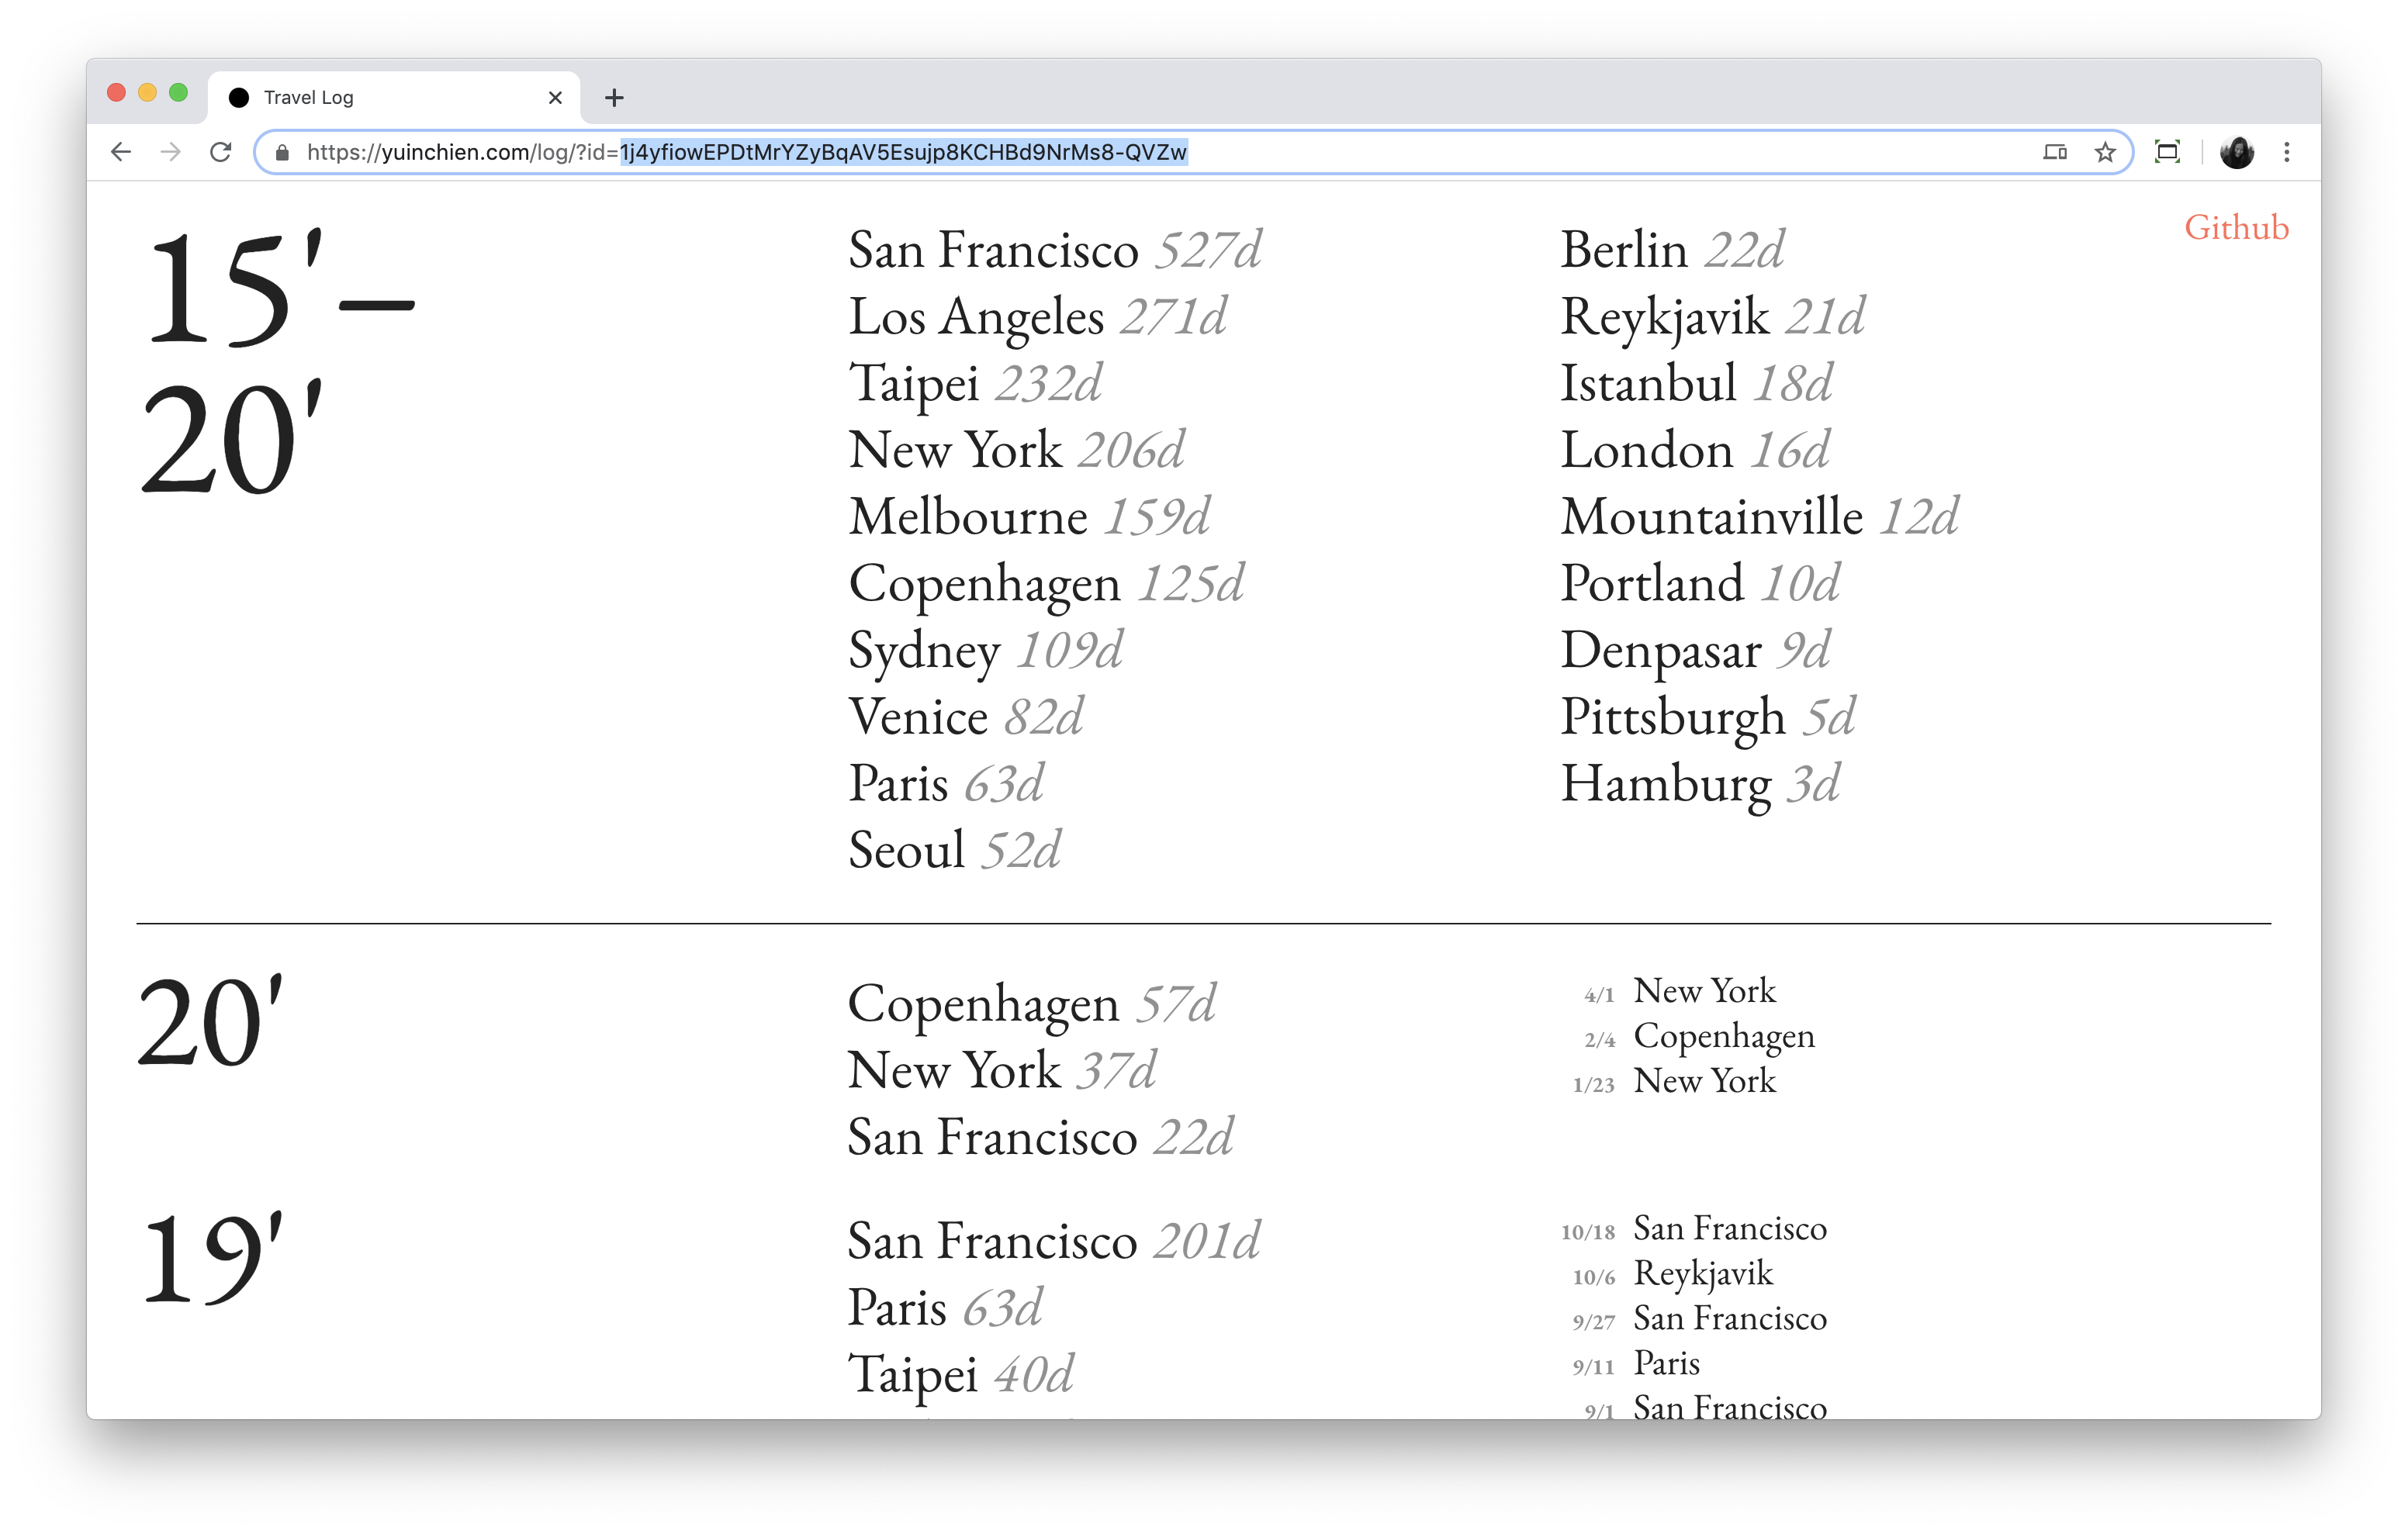 Travel Log
https://yuinchien.com/log/?id=1j4yfiowEPDtMrYZyBqAV5Esujp8KCHBd9NrMs8-QVZw
Github
15'–
20'
San Francisco 527d
Los Angeles 271d
Taipei 232d
New York 206d
Melbourne 159d
Copenhagen 125d
Sydney 109d
Venice 82d
Paris 63d
Seoul 52d
Berlin 22d
Reykjavik 21d
Istanbul 18d
London 16d
Mountainville 12d
Portland 10d
Denpasar 9d
Pittsburgh 5d
Hamburg 3d
20'
Copenhagen 57d
New York 37d
San Francisco 22d
4/1 New York
2/4 Copenhagen
1/23 New York
19'
San Francisco 201d
Paris 63d
Taipei 40d
10/18 San Francisco
10/6 Reykjavik
9/27 San Francisco
9/11 Paris
9/1 San Francisco